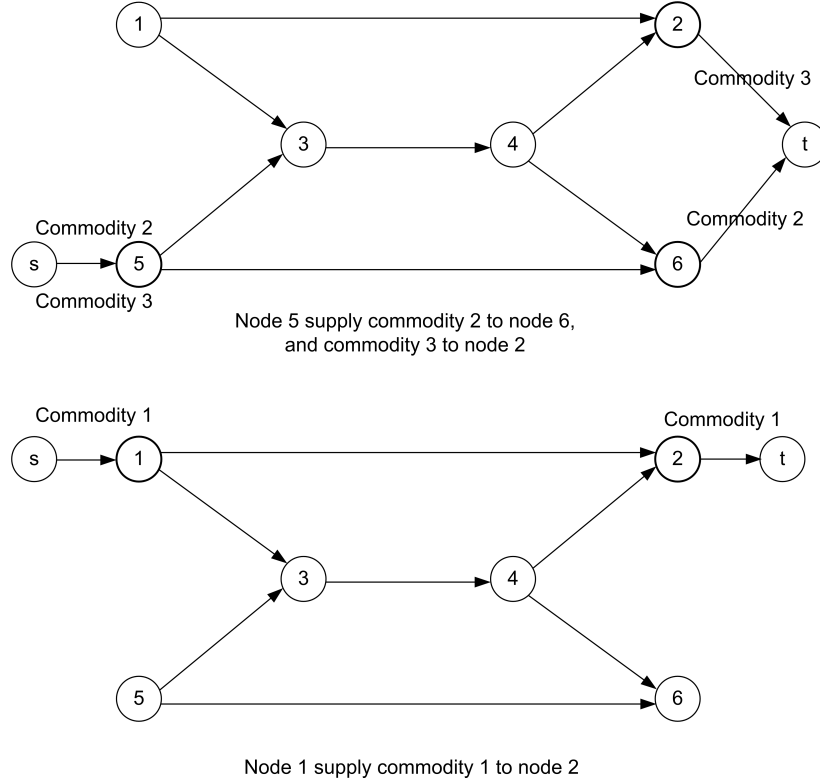 1
2
Commodity 3
3
4
t
Commodity 2
Commodity 2
s
5
6
Commodity 3
Node 5 supply commodity 2 to node 6,
and commodity 3 to node 2
Commodity 1
Commodity 1
s
1
2
t
3
4
5
6
Node 1 supply commodity 1 to node 2